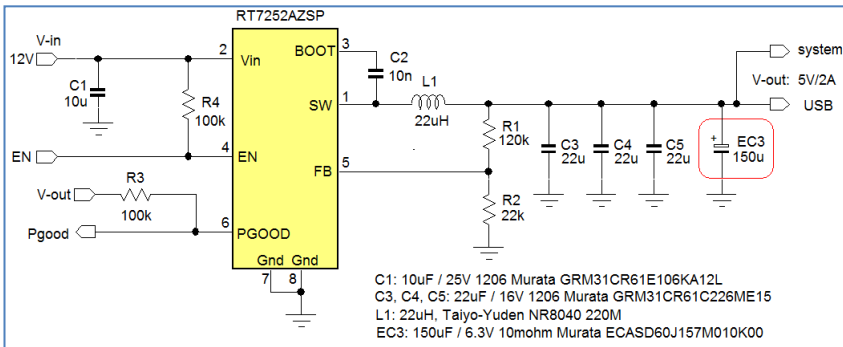 RT7252AZSP
V-in
12V
2
Vin
BOOT
3
C2
10n
C1
10u
R4
100k
SW
1
L1
22uH
system
V-out: 5V/2A
USB
R1
120k
C3
22u
C4
22u
C5
22u
+
EC3
150u
EN
4
EN
FB
5
V-out
R3
100k
R2
22k
Pgood
6
PGOOD
Gnd
Gnd
7
8
C1: 10uF / 25V 1206 Murata GRM31CR61E106KA12L
C3, C4, C5: 22uF / 16V 1206 Murata GRM31CR61C226ME15
L1: 22uH, Taiyo-Yuden NR8040 220M
EC3: 150uF / 6.3V 10mohm Murata ECASD60J157M010K00